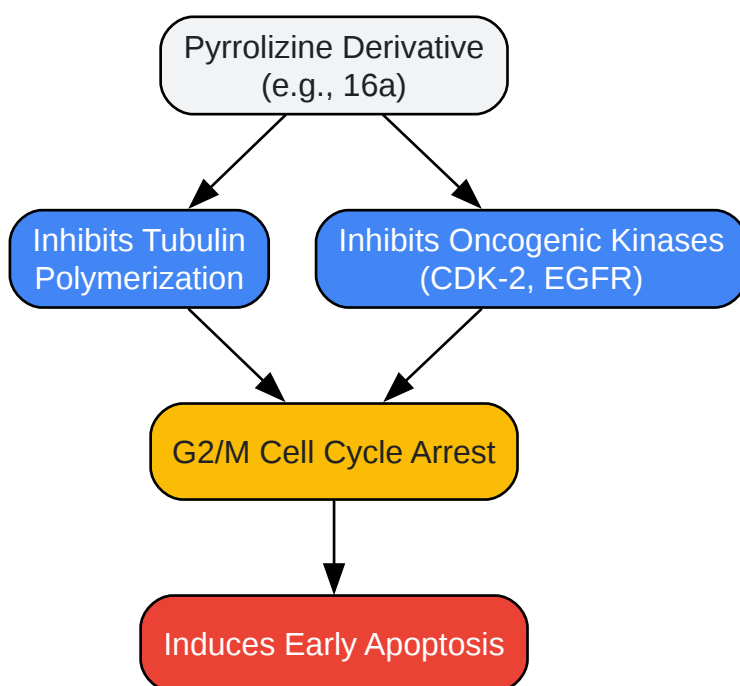 Pyrrolizine Derivative
(e.g., 16a)
Inhibits Tubulin
Polymerization
Inhibits Oncogenic Kinases
(CDK-2, EGFR)
G2/M Cell Cycle Arrest
Induces Early Apoptosis